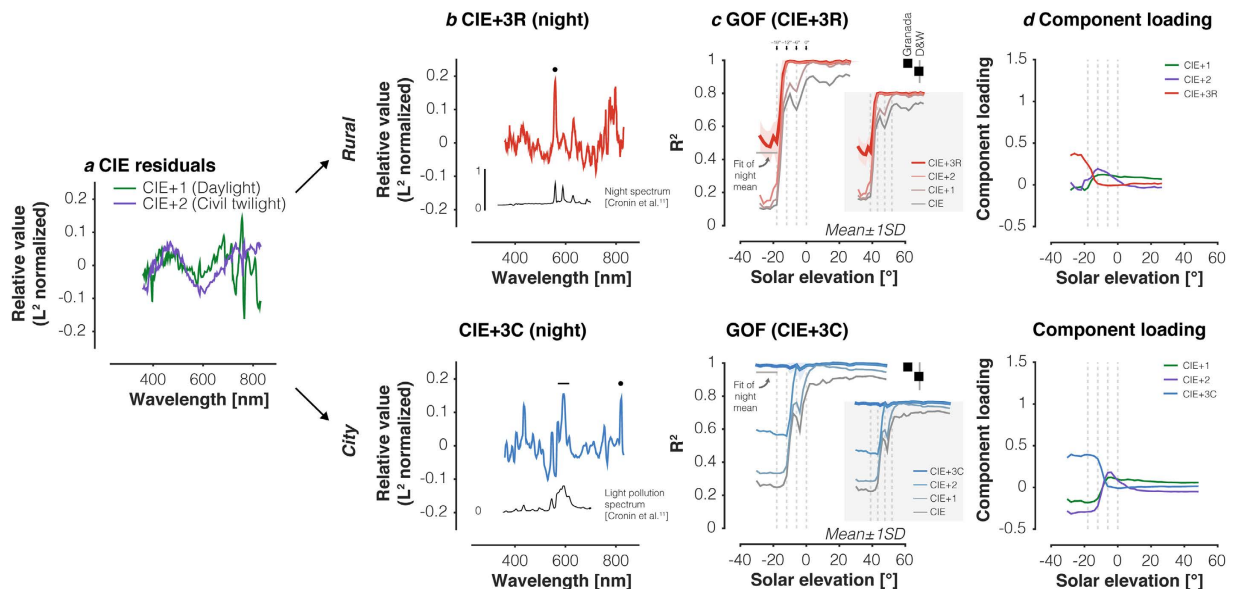 a CIE residuals
CIE+1 (Daylight)
CIE+2 (Civil twilight)
Relative value
(L² normalized)
0.2
0.1
0
-0.1
-0.2
400 600 800
Wavelength [nm]
Rural
City
b CIE+3R (night)
Relative value
(L² normalized)
0.2
0.1
0
-0.1
-0.2
1
0
Night spectrum
[Cronin et al.¹¹]
400 600 800
Wavelength [nm]
c GOF (CIE+3R)
-18° -12° -6° 0°
Granada
D&W
R²
1
0.8
0.6
0.4
0.2
0
Fit of
night
mean
CIE+3R
CIE+2
CIE+1
CIE
Mean±1SD
-40 -20 0 20 40 60
Solar elevation [°]
d Component loading
Component loading
1.5
1
0.5
0
-0.5
CIE+1
CIE+2
CIE+3R
-40 -20 0 20 40 60
Solar elevation [°]
CIE+3C (night)
Relative value
(L² normalized)
0.2
0.1
0
-0.1
-0.2
0
Light pollution
spectrum
[Cronin et al.¹¹]
400 600 800
Wavelength [nm]
GOF (CIE+3C)
R²
1
0.8
0.6
0.4
0.2
0
Fit of
night
mean
CIE+3C
CIE+2
CIE+1
CIE
Mean±1SD
-40 -20 0 20 40 60
Solar elevation [°]
Component loading
Component loading
1.5
1
0.5
0
-0.5
CIE+1
CIE+2
CIE+3C
-40 -20 0 20 40 60
Solar elevation [°]